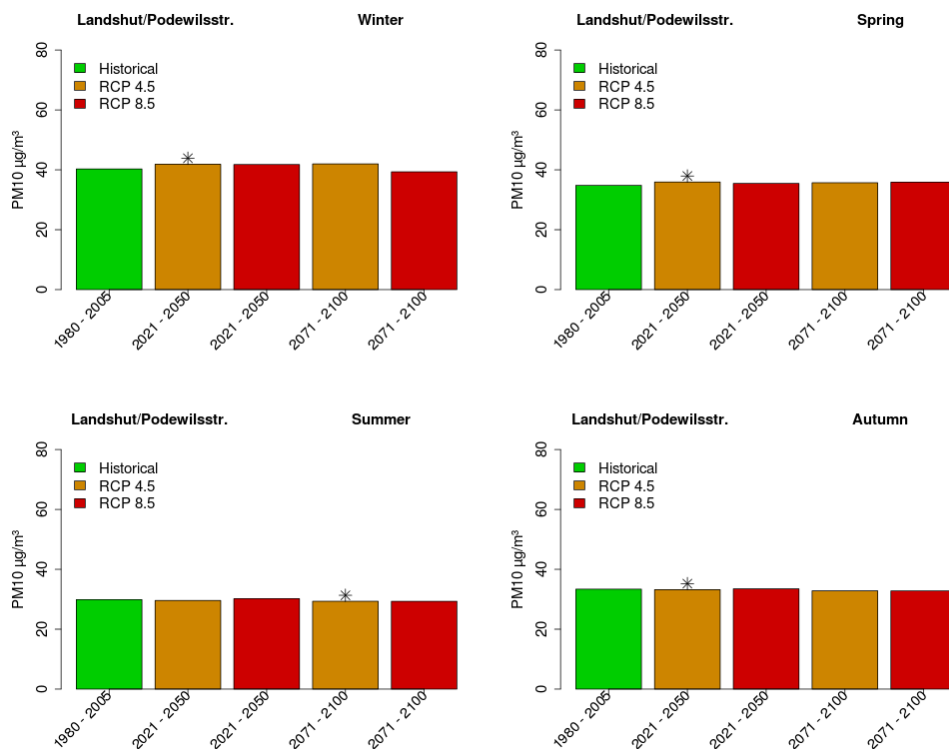 Landshut/Podewilsstr. Winter
80
60
40
20
0
PM10 µg/m³
Historical
RCP 4.5
RCP 8.5
1980 - 2005
2021 - 2050
2021 - 2050
2071 - 2100
2071 - 2100
Landshut/Podewilsstr. Spring
80
60
40
20
0
PM10 µg/m³
Historical
RCP 4.5
RCP 8.5
1980 - 2005
2021 - 2050
2021 - 2050
2071 - 2100
2071 - 2100
Landshut/Podewilsstr. Summer
80
60
40
20
0
PM10 µg/m³
Historical
RCP 4.5
RCP 8.5
1980 - 2005
2021 - 2050
2021 - 2050
2071 - 2100
2071 - 2100
Landshut/Podewilsstr. Autumn
80
60
40
20
0
PM10 µg/m³
Historical
RCP 4.5
RCP 8.5
1980 - 2005
2021 - 2050
2021 - 2050
2071 - 2100
2071 - 2100